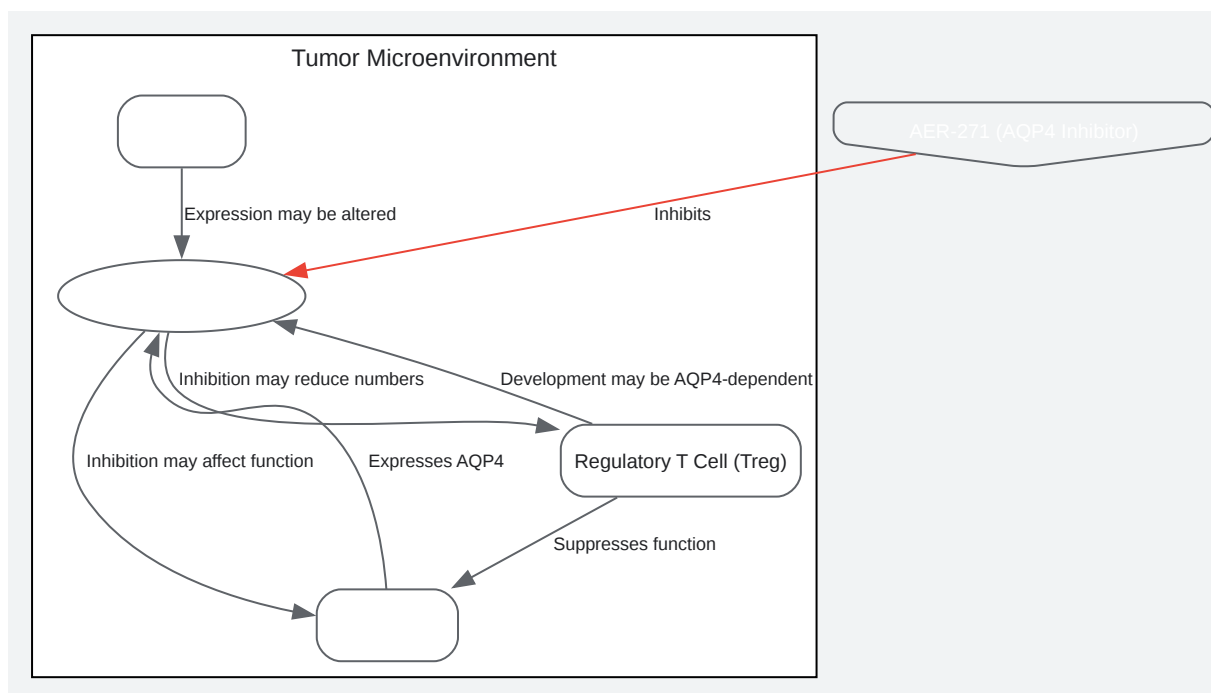 Tumor Microenvironment
AER-271 (AQP4 Inhibitor)
Expression may be altered
Inhibits
Inhibition may reduce numbers
Development may be AQP4-dependent
Inhibition may affect function
Expresses AQP4
Regulatory T Cell (Treg)
Suppresses function